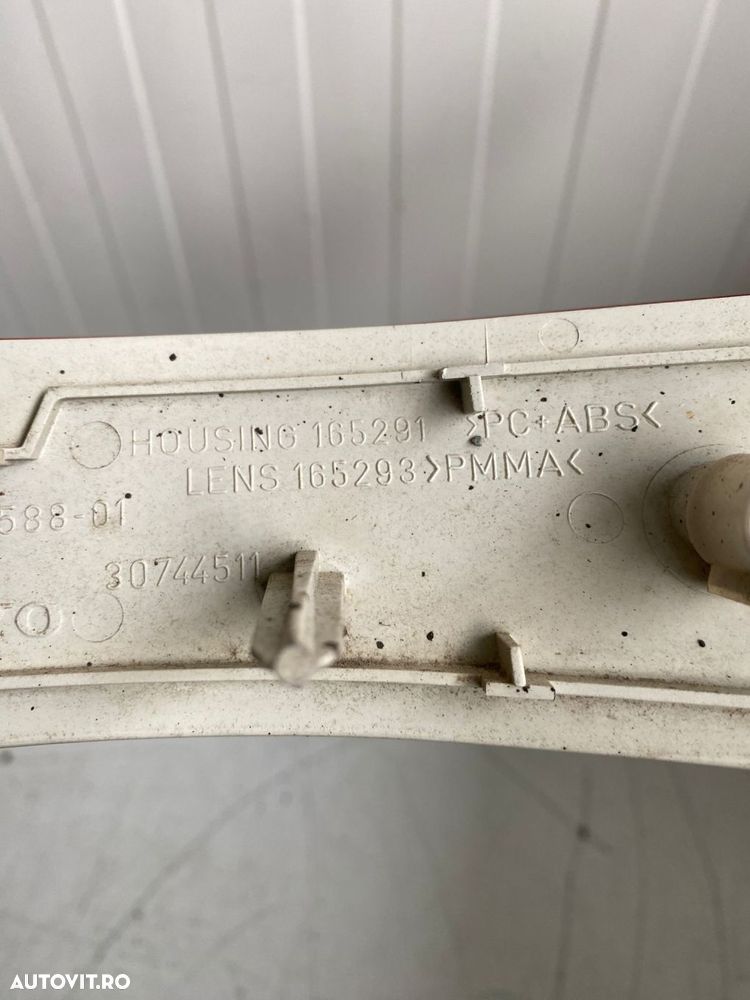 HOUSING 165291 >PC+ABS<
LENS 165293 >PMMA<
588-01
30744511
AUTOVIT.RO